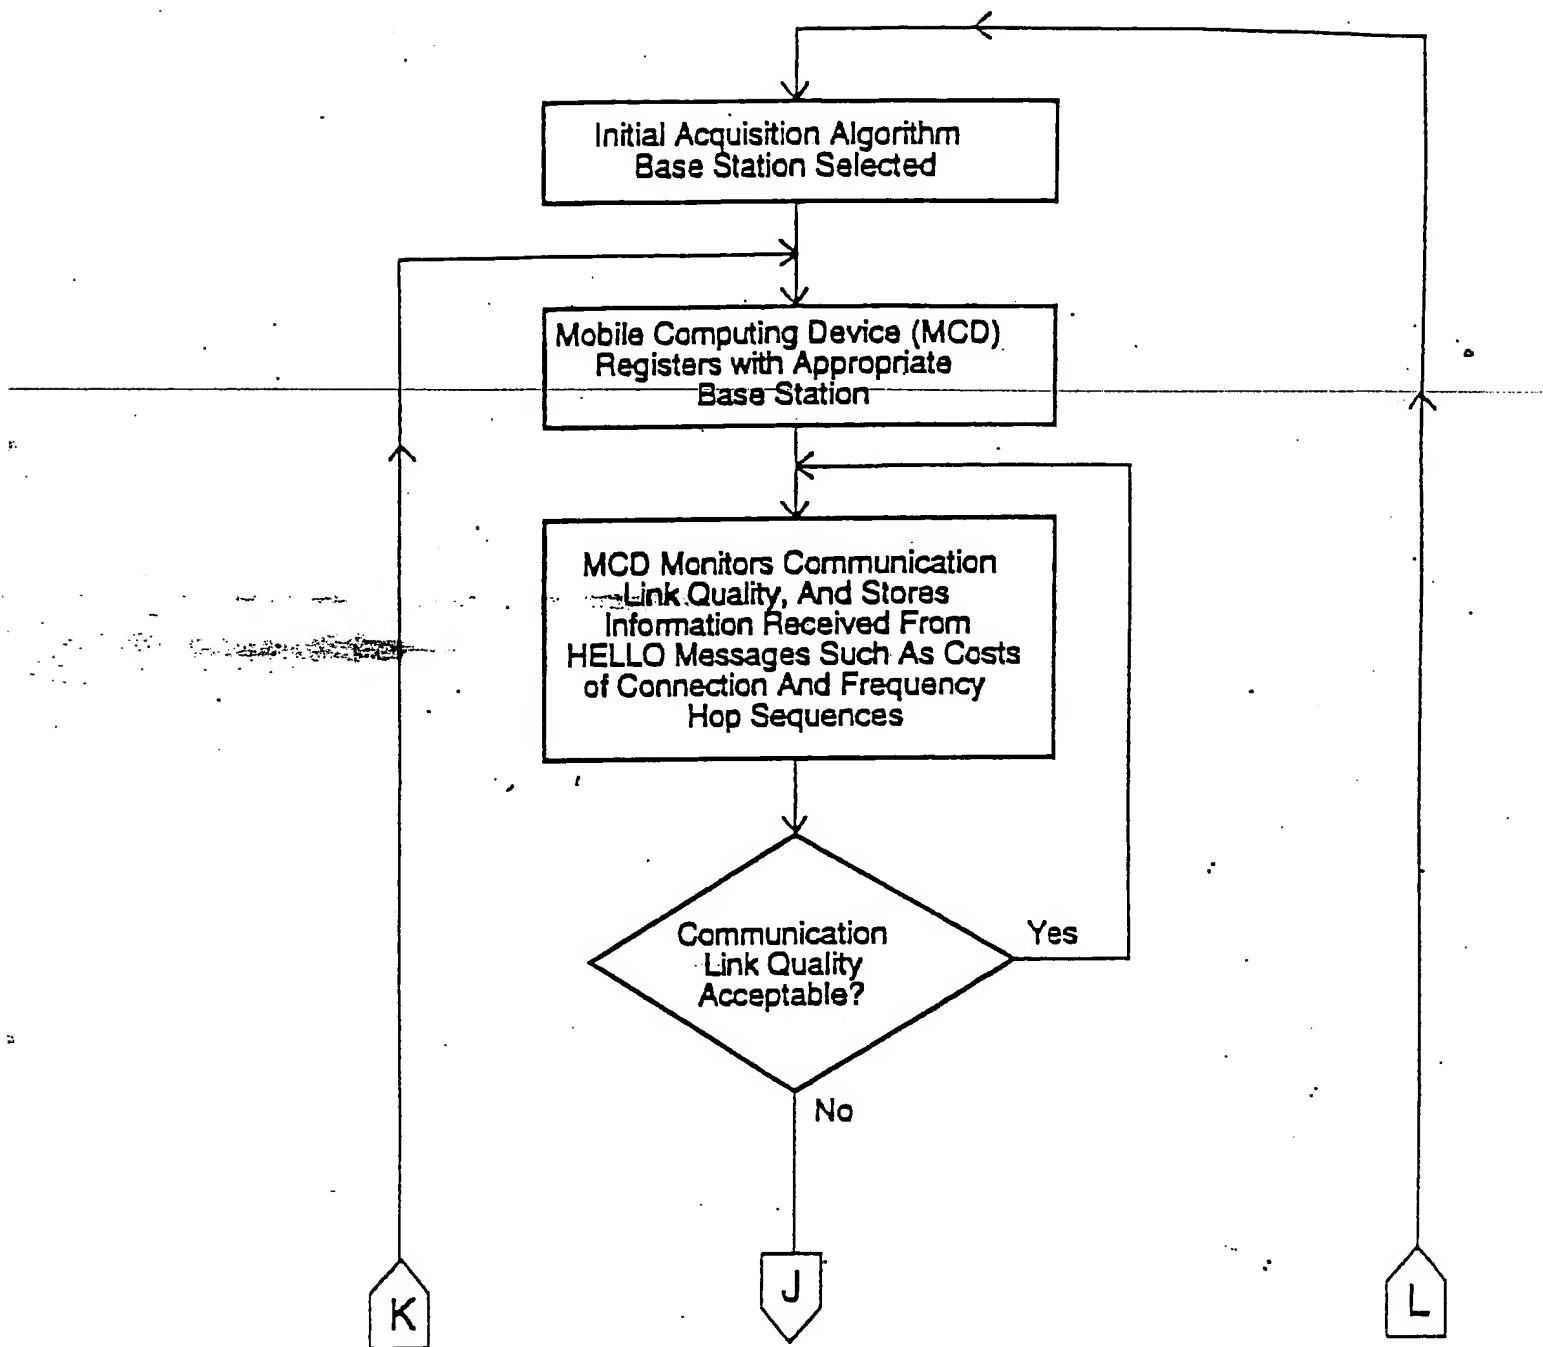 Initial Acquisition Algorithm
Base Station Selected
Mobile Computing Device (MCD)
Registers with Appropriate
Base Station
MCD Monitors Communication
Link Quality, And Stores
Information Received From
HELLO Messages Such As Costs
of Connection And Frequency
Hop Sequences
Communication
Link Quality
Acceptable?
Yes
No
K
J
L